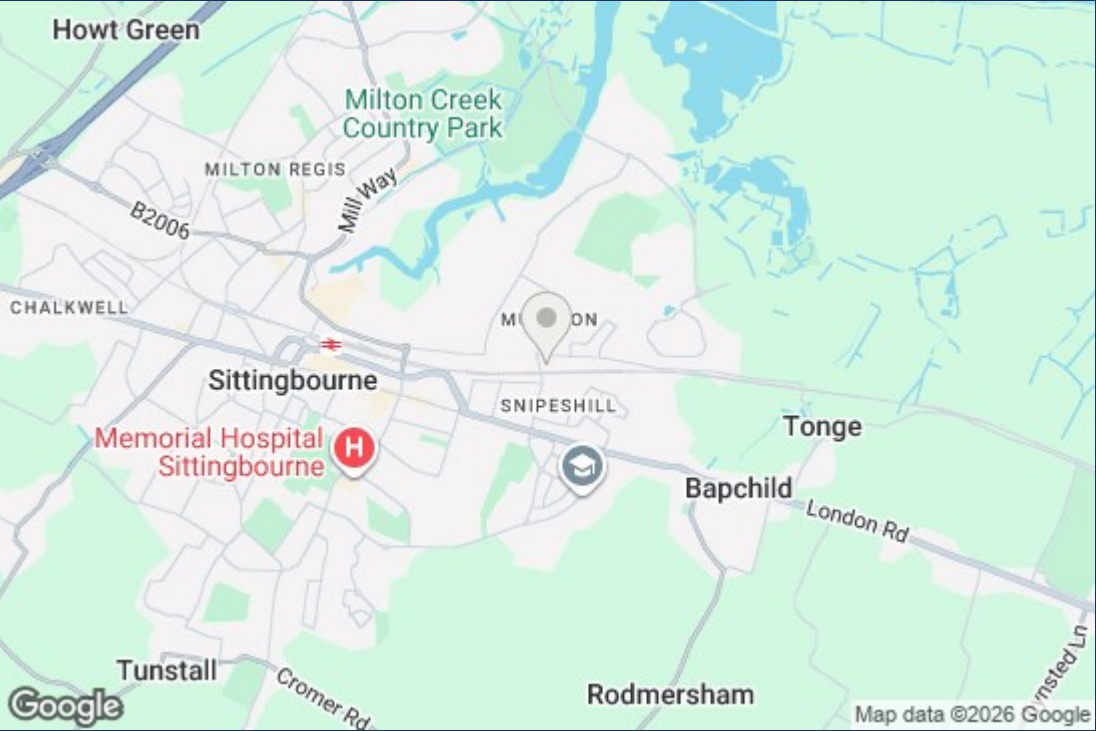 Howt Green
Milton Creek
Country Park
MILTON REGIS
Mill Way
B2006
CHALKWELL
Sittingbourne
SNIPESHILL
Memorial Hospital
Sittingbourne
H
Tonge
Bapchild
London Rd
Tunstall
Cromer Rd
Rodmersham
Google
Map data ©2026 Google